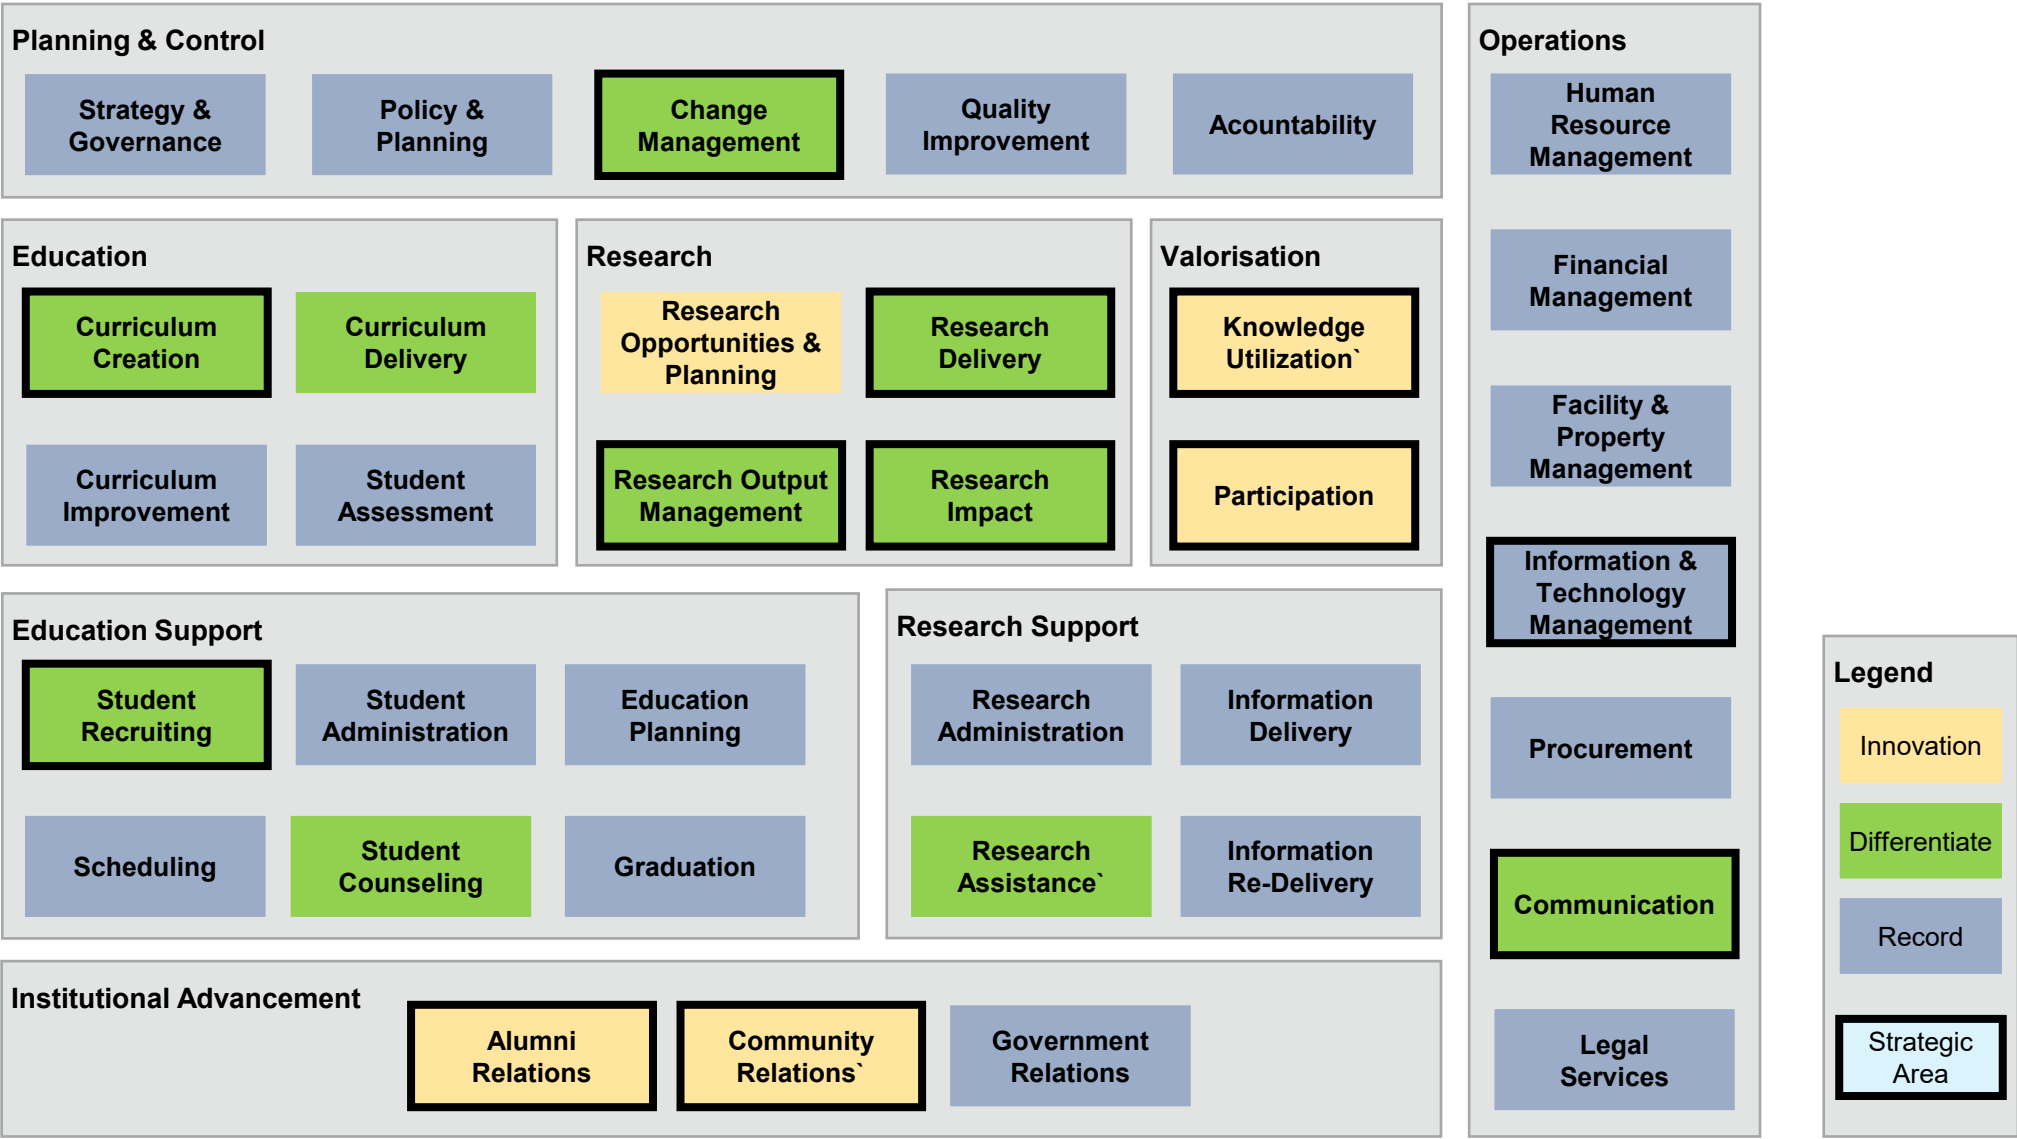 Planning & Control
Strategy &
Governance
Policy &
Planning
Change
Management
Quality
Improvement
Acountability
Education
Curriculum
Creation
Curriculum
Delivery
Curriculum
Improvement
Student
Assessment
Research
Research
Opportunities &
Planning
Research
Delivery
Research Output
Management
Research
Impact
Valorisation
Knowledge
Utilization`
Participation
Education Support
Student
Recruiting
Student
Administration
Education
Planning
Scheduling
Student
Counseling
Graduation
Research Support
Research
Administration
Information
Delivery
Research
Assistance`
Information
Re-Delivery
Institutional Advancement
Alumni
Relations
Community
Relations`
Government
Relations
Operations
Human
Resource
Management
Financial
Management
Facility &
Property
Management
Information &
Technology
Management
Procurement
Communication
Legal
Services
Legend
Innovation
Differentiate
Record
Strategic
Area